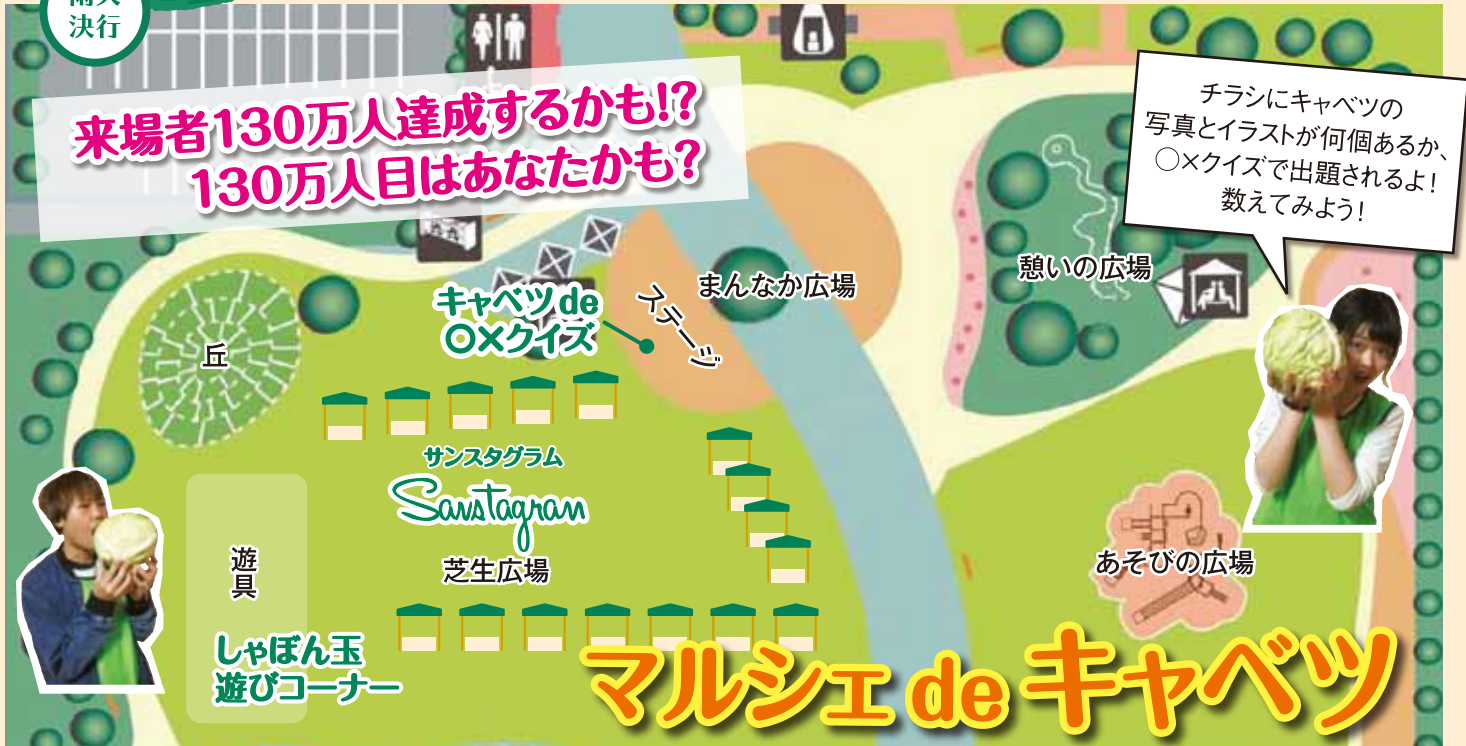 決行
来場者130万人達成するかも!?
130万人目はあなたかも?
チラシにキャベツの
写真とイラストが何個あるか、
○×クイズで出題されるよ!
数えてみよう!
憩いの広場
まんなか広場
ステージ
キャベツde
○×クイズ
丘
サンスタグラム
Sanstagran
芝生広場
遊具
あそびの広場
しゃぼん玉
遊びコーナー
マルシェ de キャベツ